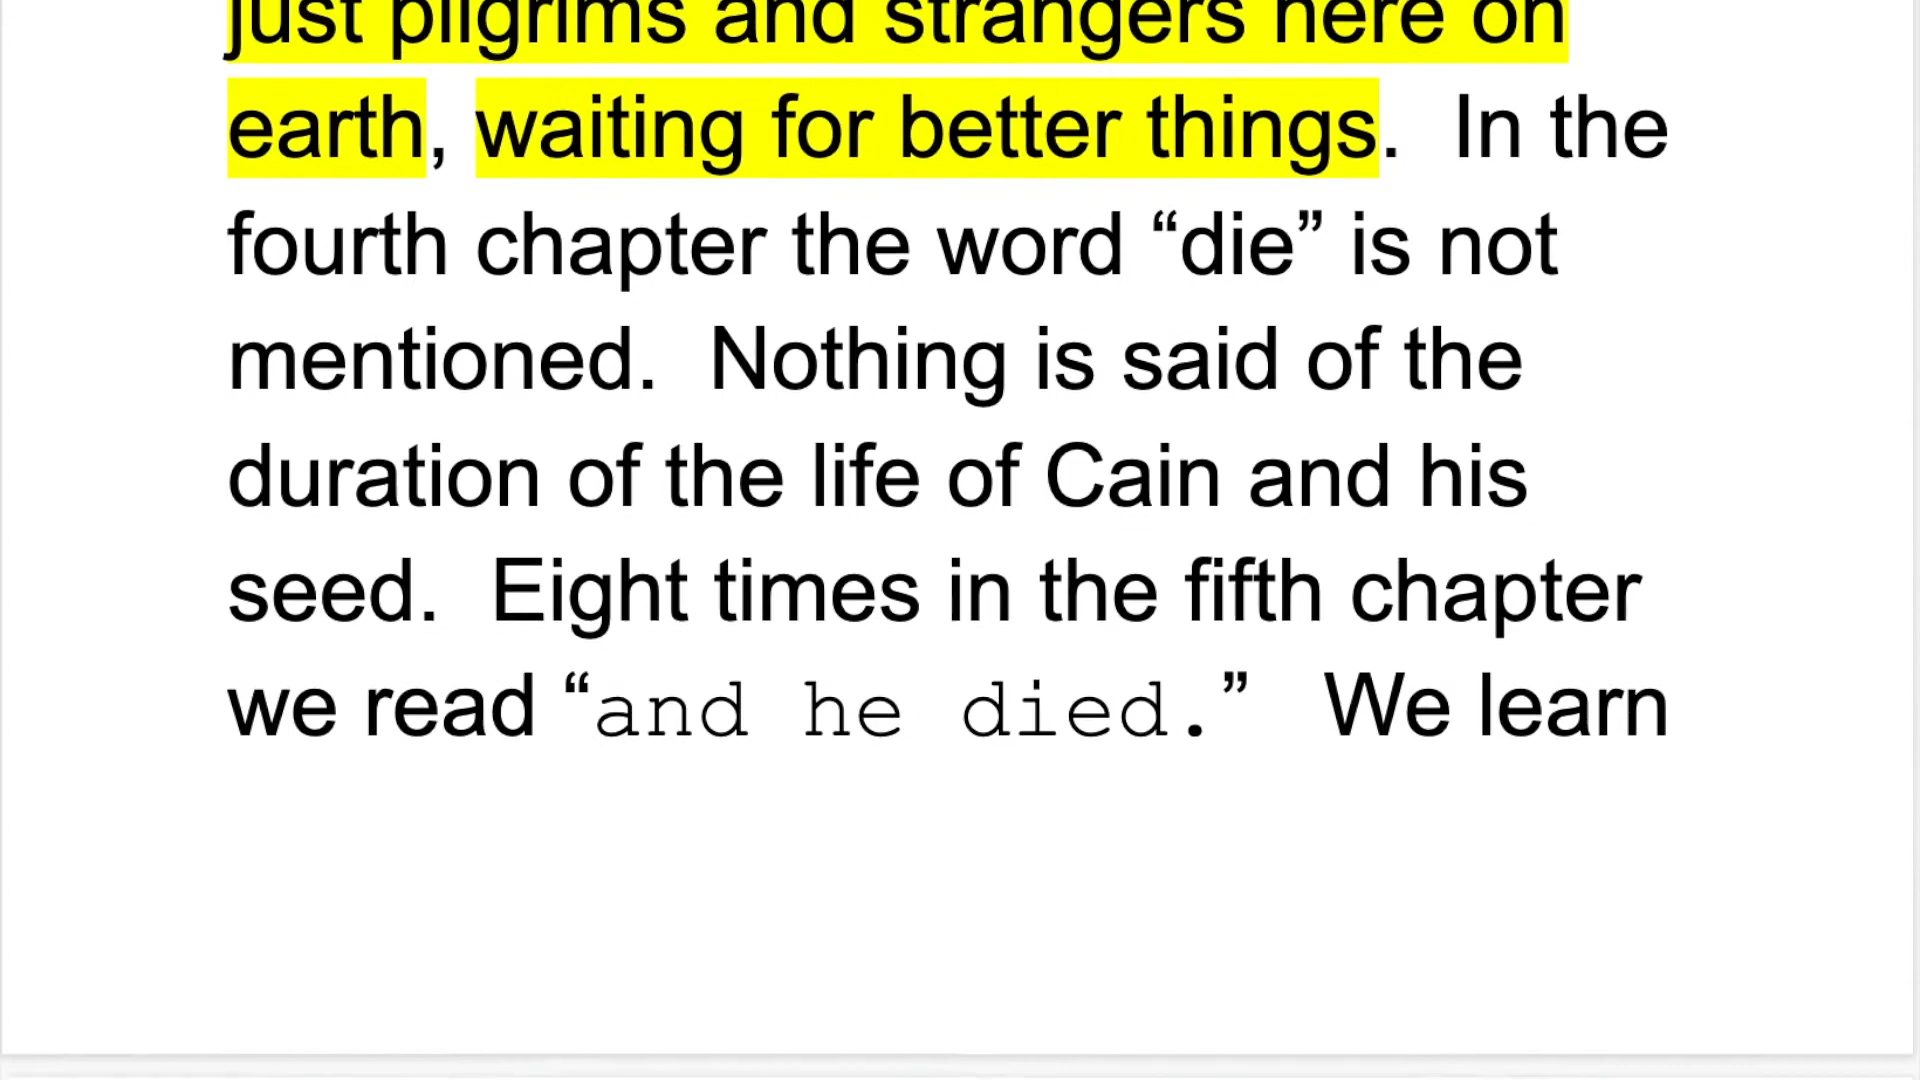 just pilgrims and strangers here on
earth, waiting for better things.  In the
fourth chapter the word “die” is not
mentioned.  Nothing is said of the
duration of the life of Cain and his
seed.  Eight times in the fifth chapter
we read “and he died.”  We learn